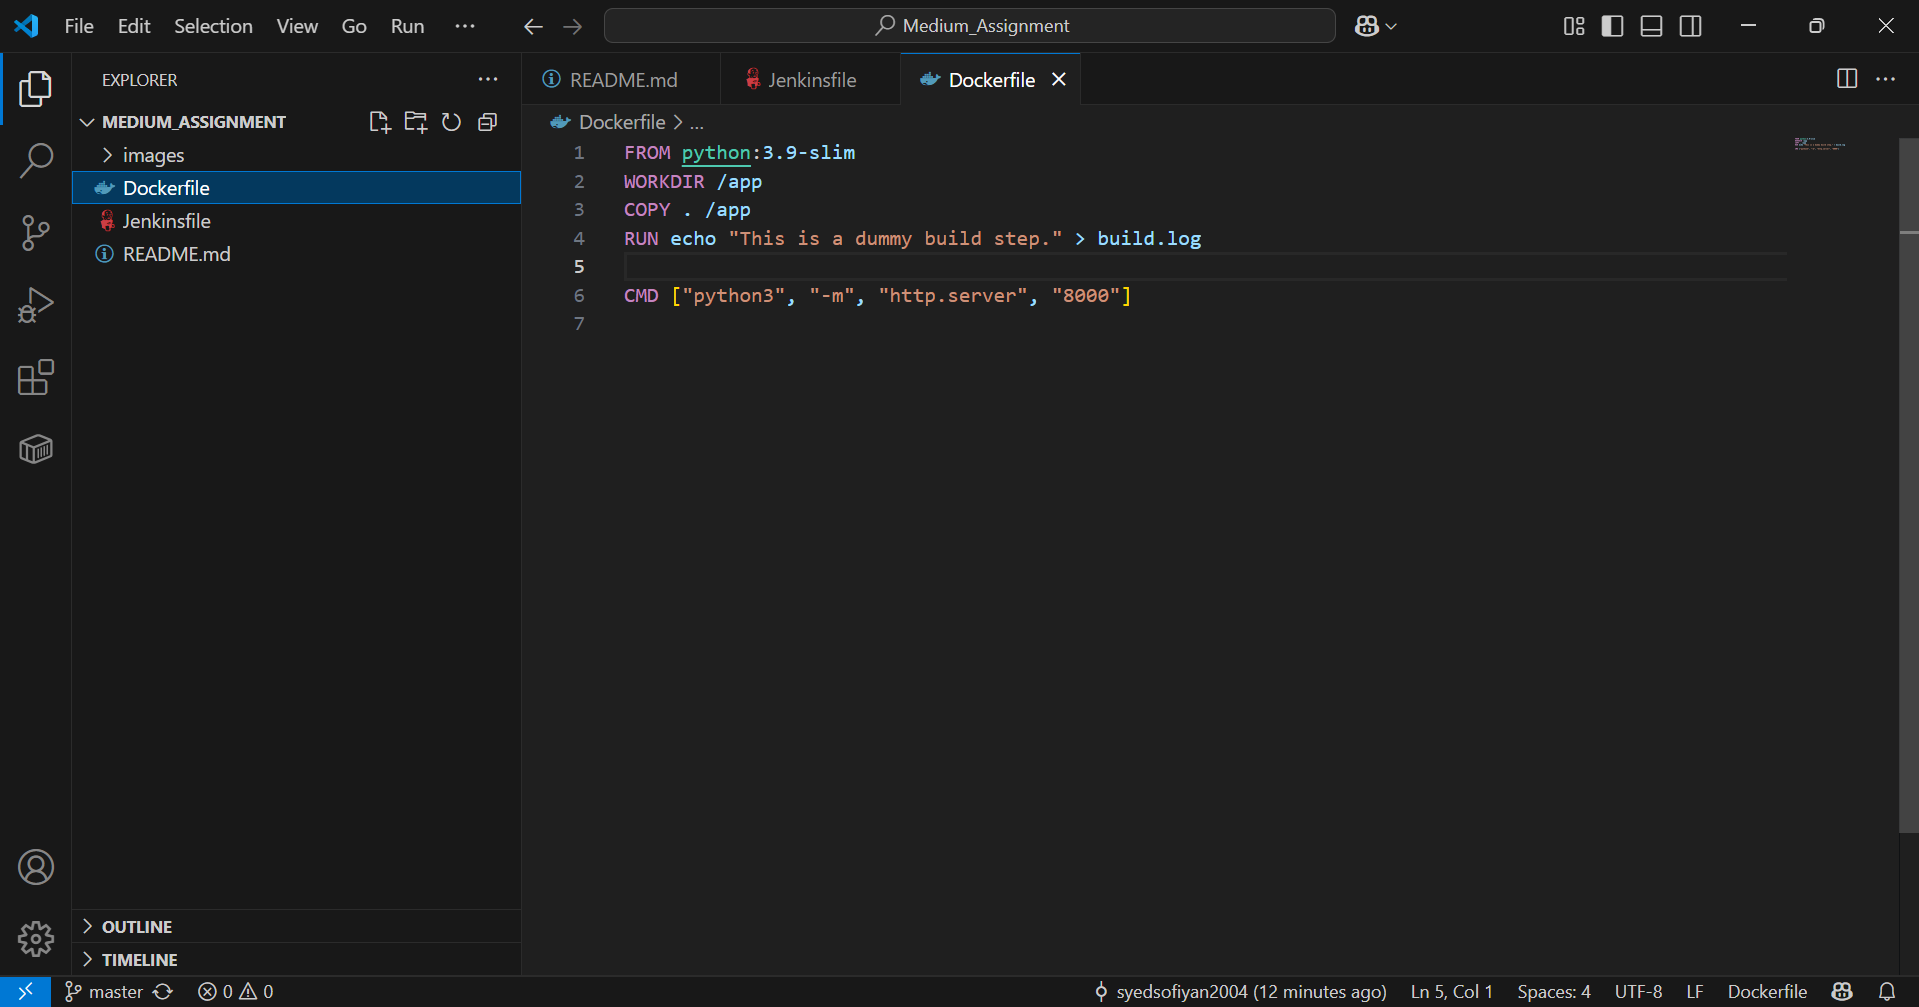 File Edit Selection View Go Run ··· Medium_Assignment
EXPLORER ···
MEDIUM_ASSIGNMENT
images
Dockerfile
Jenkinsfile
README.md
OUTLINE
TIMELINE
README.md Jenkinsfile Dockerfile
Dockerfile > ...
1 FROM python:3.9-slim
2 WORKDIR /app
3 COPY . /app
4 RUN echo "This is a dummy build step." > build.log
5
6 CMD ["python3", "-m", "http.server", "8000"]
7
master 0 0 syedsofiyan2004 (12 minutes ago) Ln 5, Col 1 Spaces: 4 UTF-8 LF Dockerfile